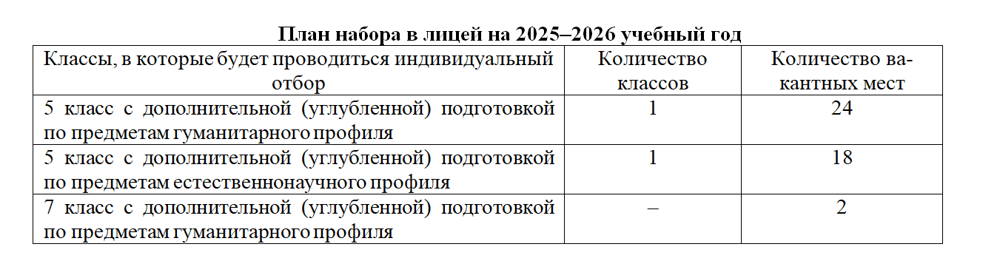 План набора в лицей на 2025–2026 учебный год
Классы, в которые будет проводиться индивидуальный отбор
Количество классов
Количество ва-
кантных мест
5 класс с дополнительной (углубленной) подготовкой
по предметам гуманитарного профиля
1
24
5 класс с дополнительной (углубленной) подготовкой
по предметам естественнонаучного профиля
1
18
7 класс с дополнительной (углубленной) подготовкой
по предметам гуманитарного профиля
–
2